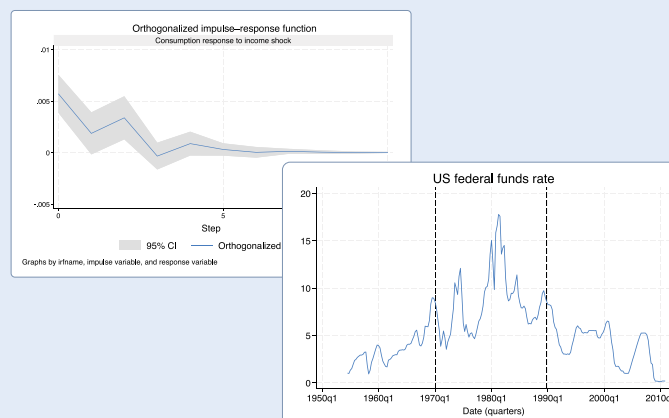 Orthogonalized impulse–response function
Consumption response to income shock
.01
.005
0
-.005
0
5
Step
95% CI
Orthogonalized
Graphs by irfname, impulse variable, and response variable
US federal funds rate
20
15
10
5
0
1950q1 1960q1 1970q1 1980q1 1990q1 2000q1
Date (quarters)